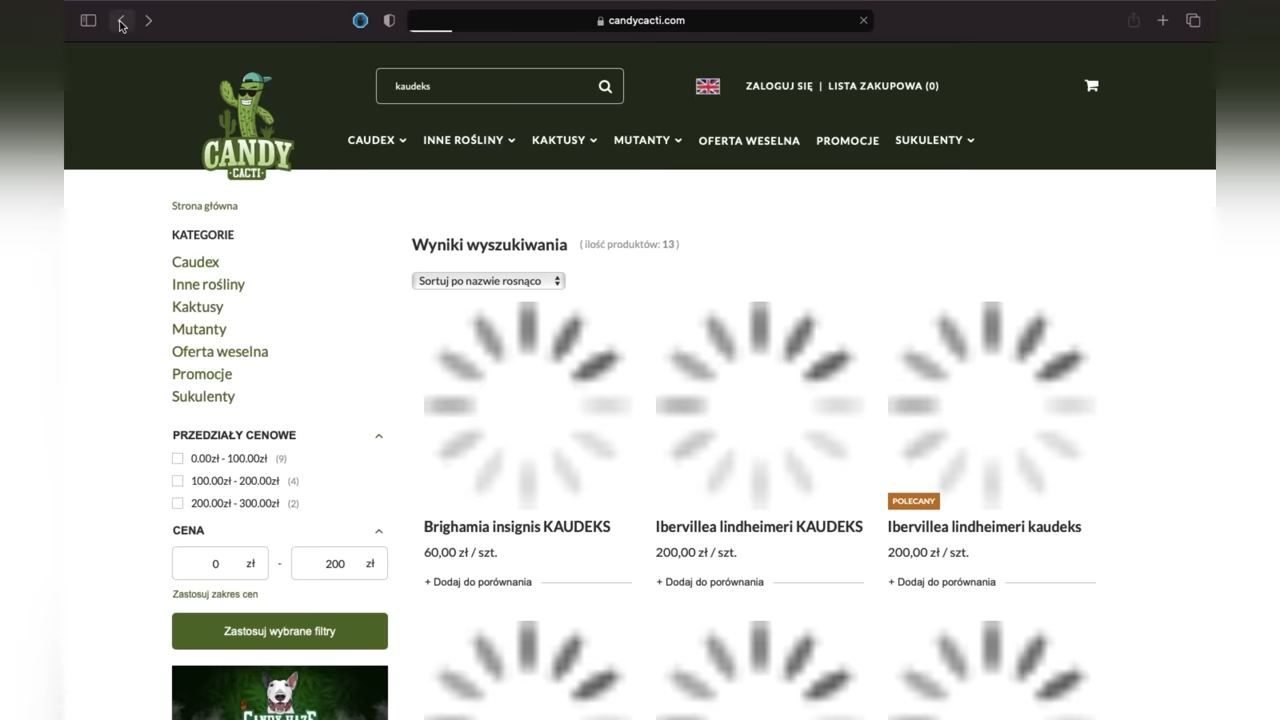 candycacti.com
CANDY
CACTI
kaudeks
ZALOGUJ SIĘ | LISTA ZAKUPOWA (0)
CAUDEX
INNE ROŚLINY
KAKTUSY
MUTANTY
OFERTA WESELNA
PROMOCJE
SUKULENTY
Strona główna
KATEGORIE
Caudex
Inne rośliny
Kaktusy
Mutanty
Oferta weselna
Promocje
Sukulenty
PRZEDZIAŁY CENOWE
0.00zł - 100.00zł (9)
100.00zł - 200.00zł (4)
200.00zł - 300.00zł (2)
CENA
0 zł - 200 zł
Zastosuj zakres cen
Zastosuj wybrane filtry
CANDY HAZE
Wyniki wyszukiwania ( ilość produktów: 13 )
Sortuj po nazwie rosnąco
Brighamia insignis KAUDEKS
60,00 zł / szt.
+ Dodaj do porównania
Ibervillea lindheimeri KAUDEKS
200,00 zł / szt.
+ Dodaj do porównania
POLECANY
Ibervillea lindheimeri kaudeks
200,00 zł / szt.
+ Dodaj do porównania